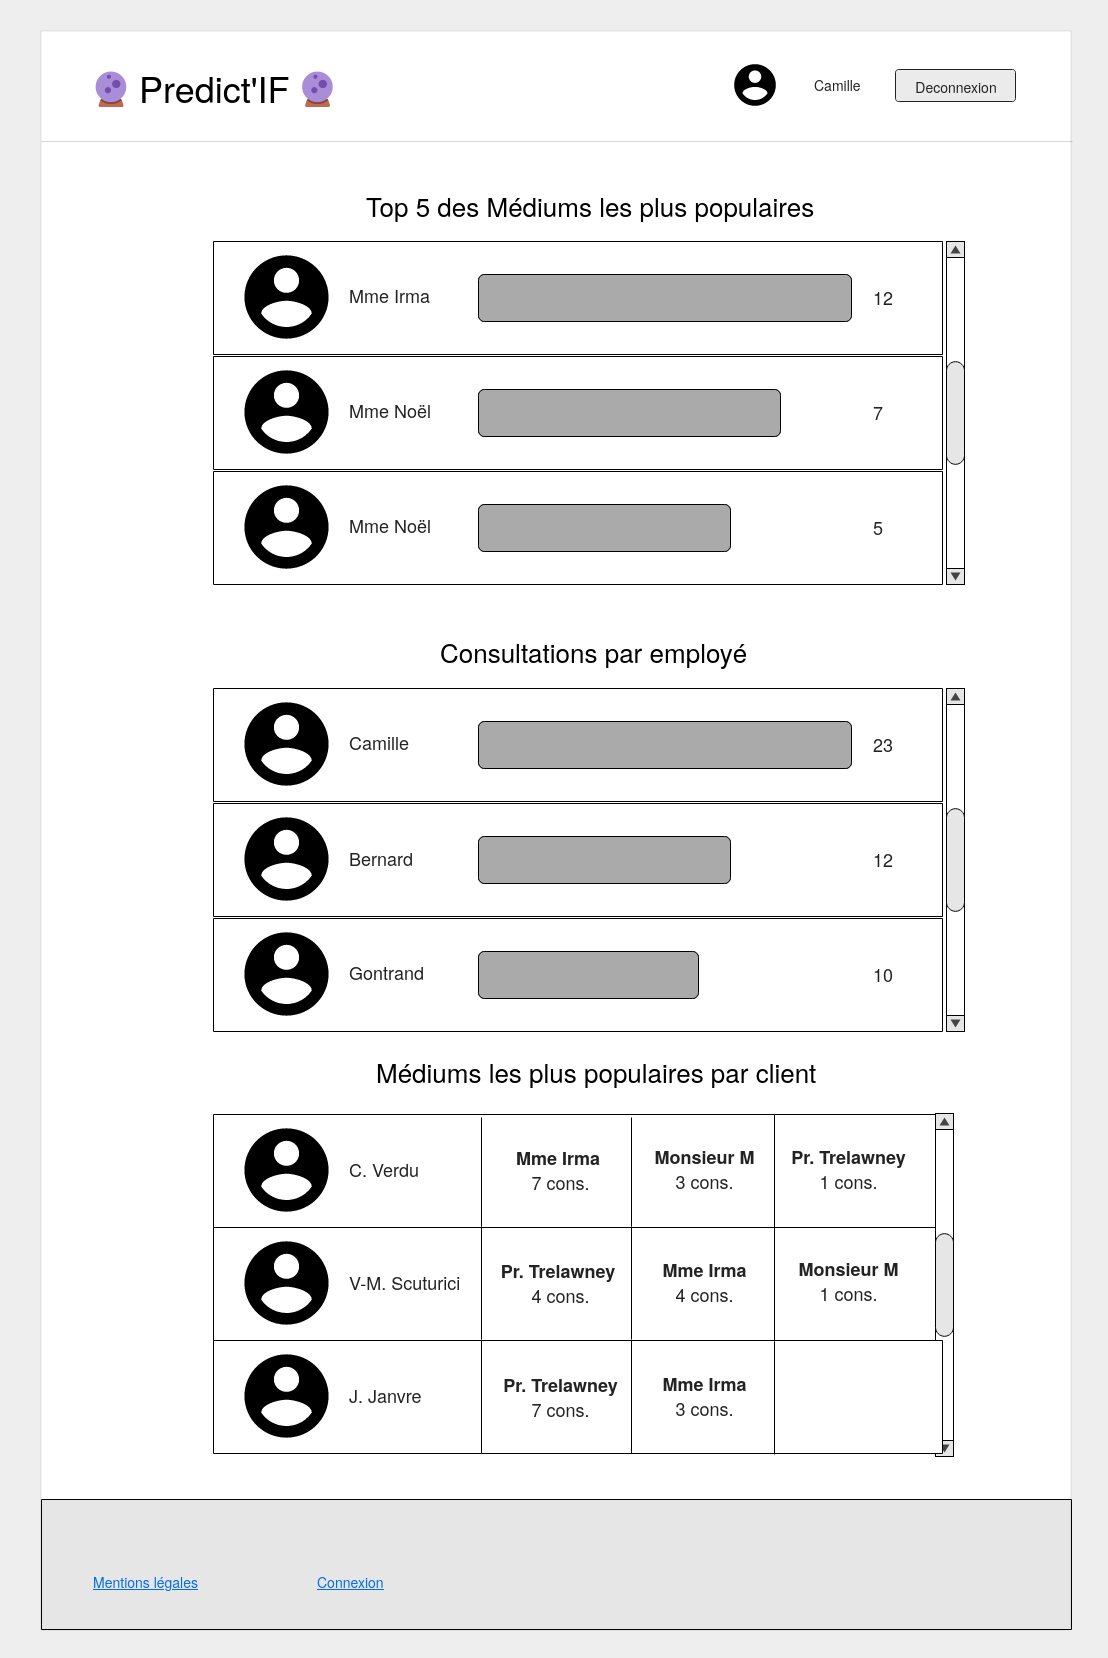 Predict'IF
Camille
Deconnexion
Top 5 des Médiums les plus populaires
Mme Irma
12
Mme Noël
7
Mme Noël
5
Consultations par employé
Camille
23
Bernard
12
Gontrand
10
Médiums les plus populaires par client
C. Verdu
Mme Irma
7 cons.
Monsieur M
3 cons.
Pr. Trelawney
1 cons.
V-M. Scuturici
Pr. Trelawney
4 cons.
Mme Irma
4 cons.
Monsieur M
1 cons.
J. Janvre
Pr. Trelawney
7 cons.
Mme Irma
3 cons.
Mentions légales
Connexion